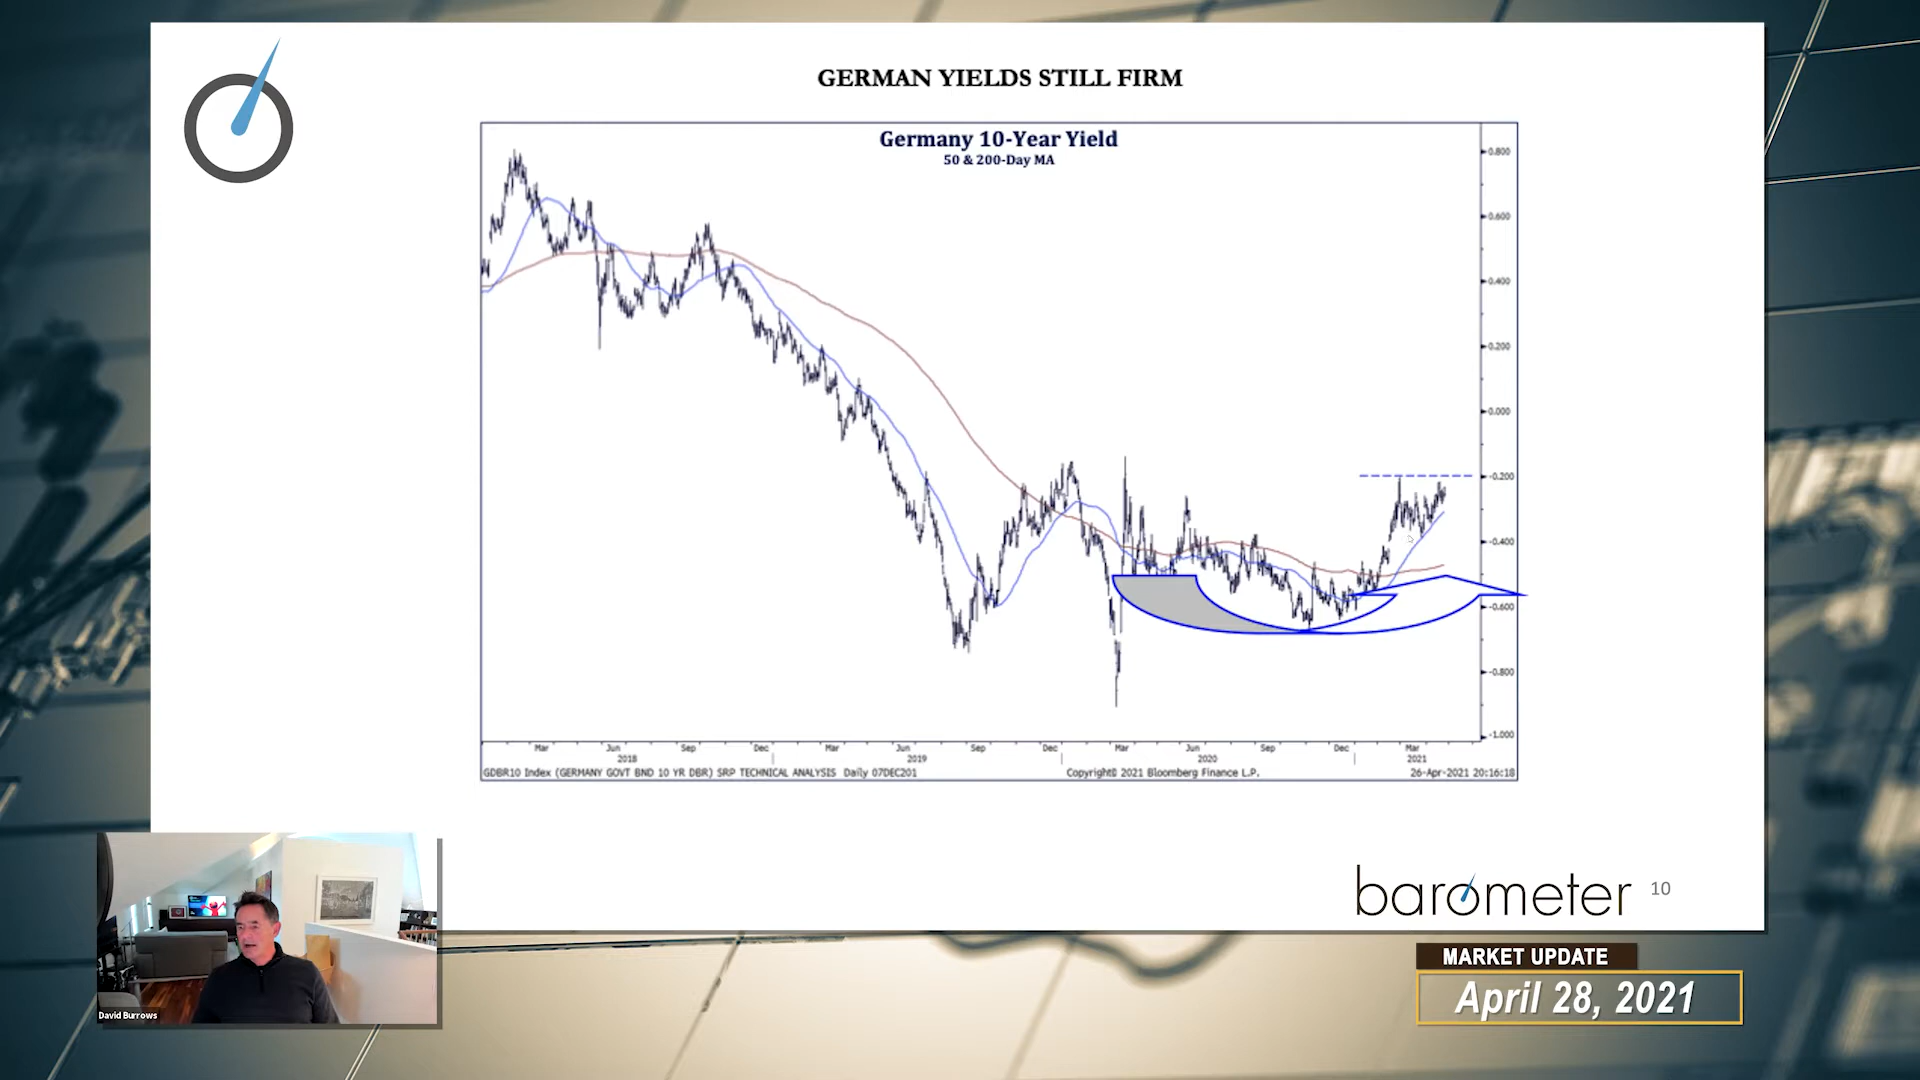 GERMAN YIELDS STILL FIRM
Germany 10-Year Yield
50 & 200-Day MA
0.800
0.600
0.400
0.200
0.000
-0.200
-0.400
-0.600
-0.800
-1.000
Mar Jun Sep Dec Mar Jun Sep Dec Mar Jun Sep Dec Mar
2018 2019 2020 2021
GDBR10 Index (GERMANY GOVT BND 10 YR DBR) SRP TECHNICAL ANALYSIS Daily 07DEC201 Copyright© 2021 Bloomberg Finance L.P. 26-Apr-2021 20:16:18
barometer 10
MARKET UPDATE
April 28, 2021
David Burrows